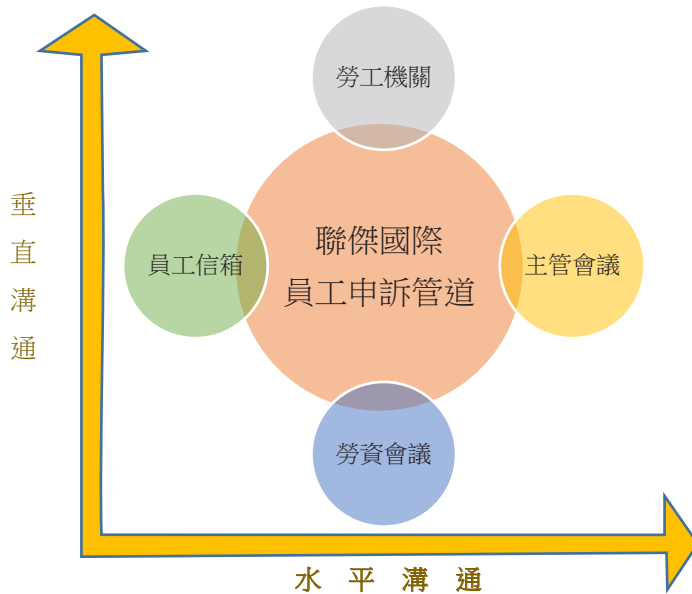 勞工機關
垂直溝通
員工信箱
聯傑國際
員工申訴管道
主管會議
勞資會議
水平溝通